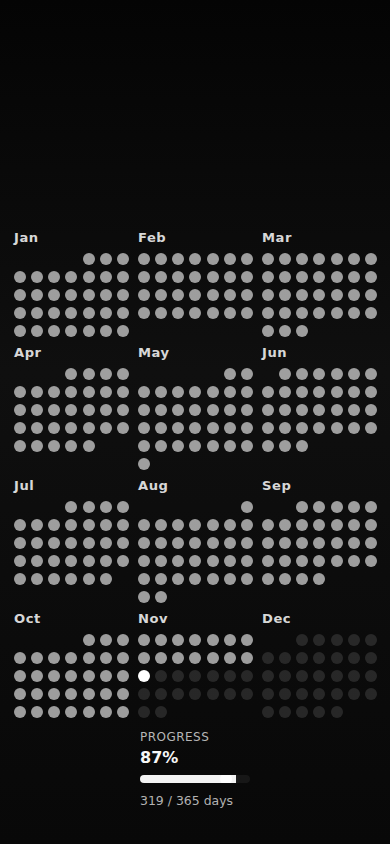 Jan Feb Mar
Apr May Jun
Jul Aug Sep
Oct Nov Dec
PROGRESS
87%
319 / 365 days